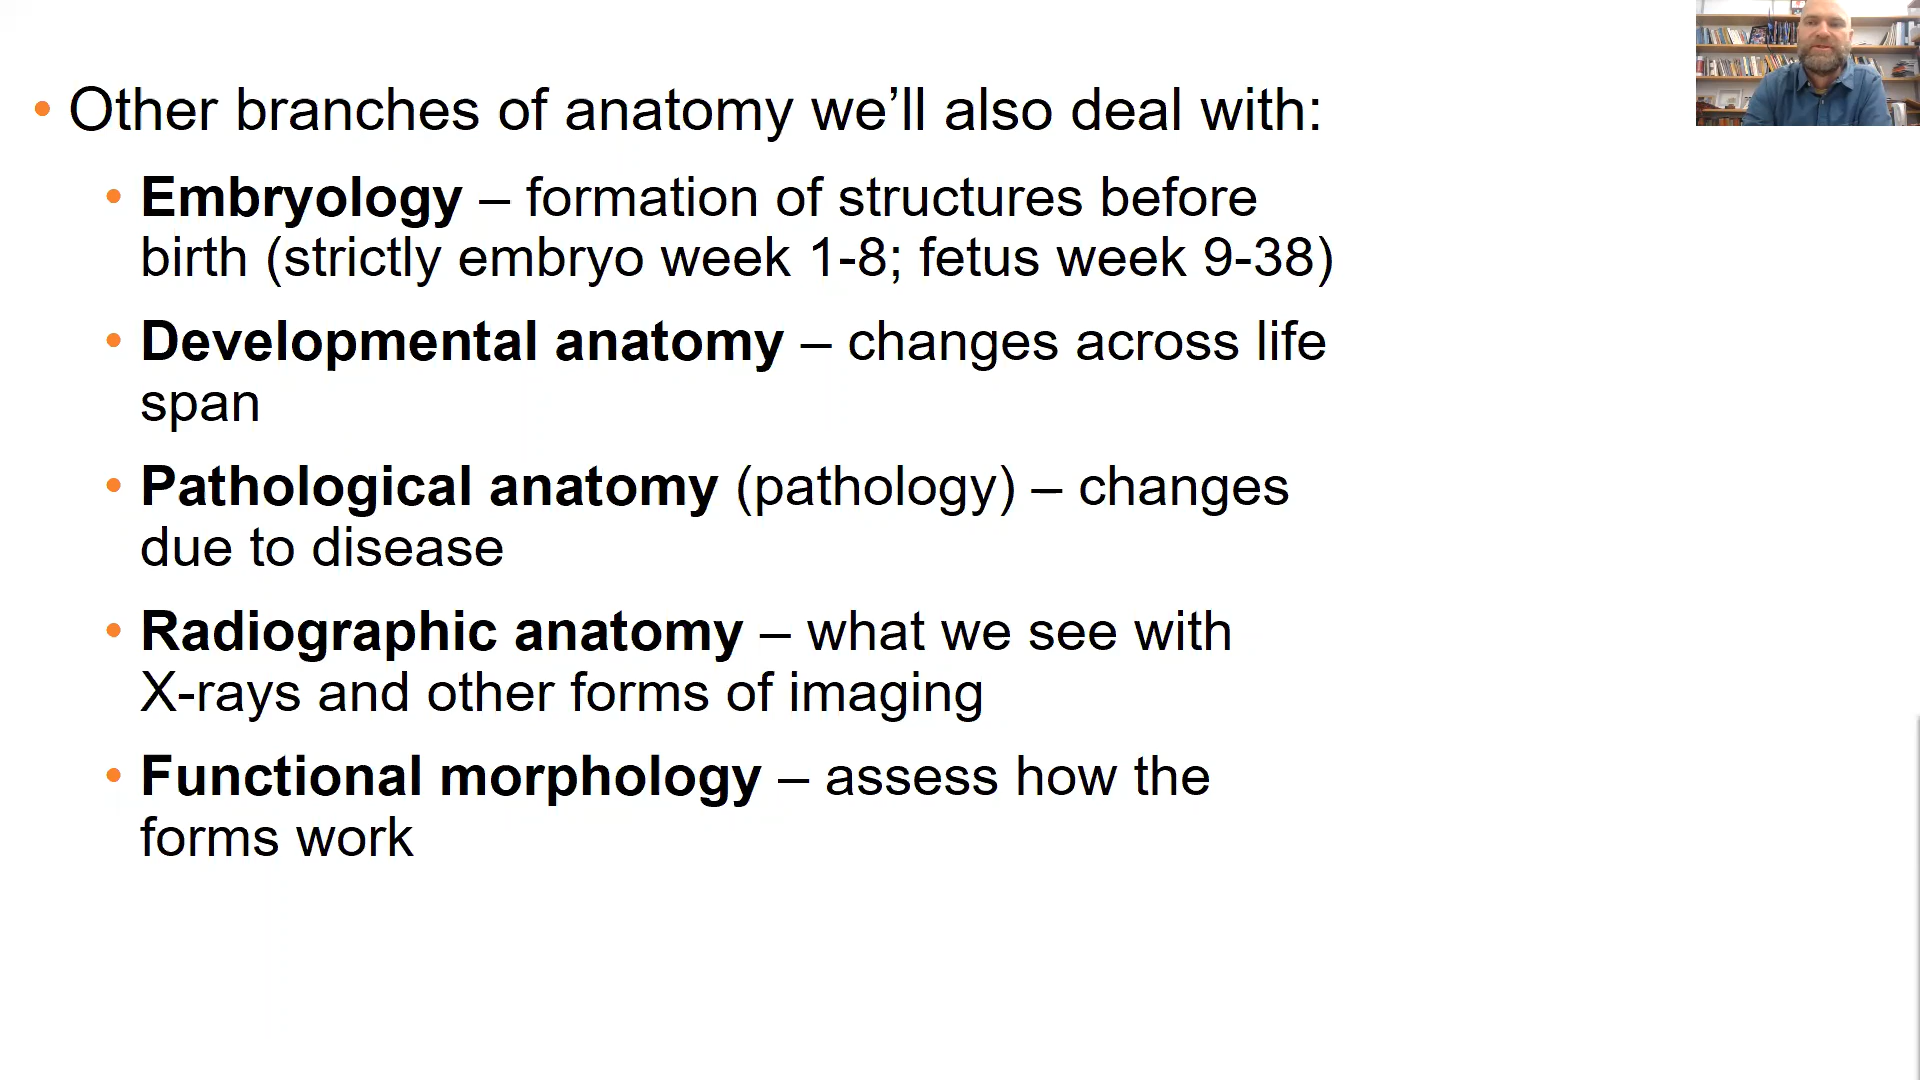 • Other branches of anatomy we’ll also deal with:
• Embryology – formation of structures before
birth (strictly embryo week 1-8; fetus week 9-38)
• Developmental anatomy – changes across life
span
• Pathological anatomy (pathology) – changes
due to disease
• Radiographic anatomy – what we see with
X-rays and other forms of imaging
• Functional morphology – assess how the
forms work